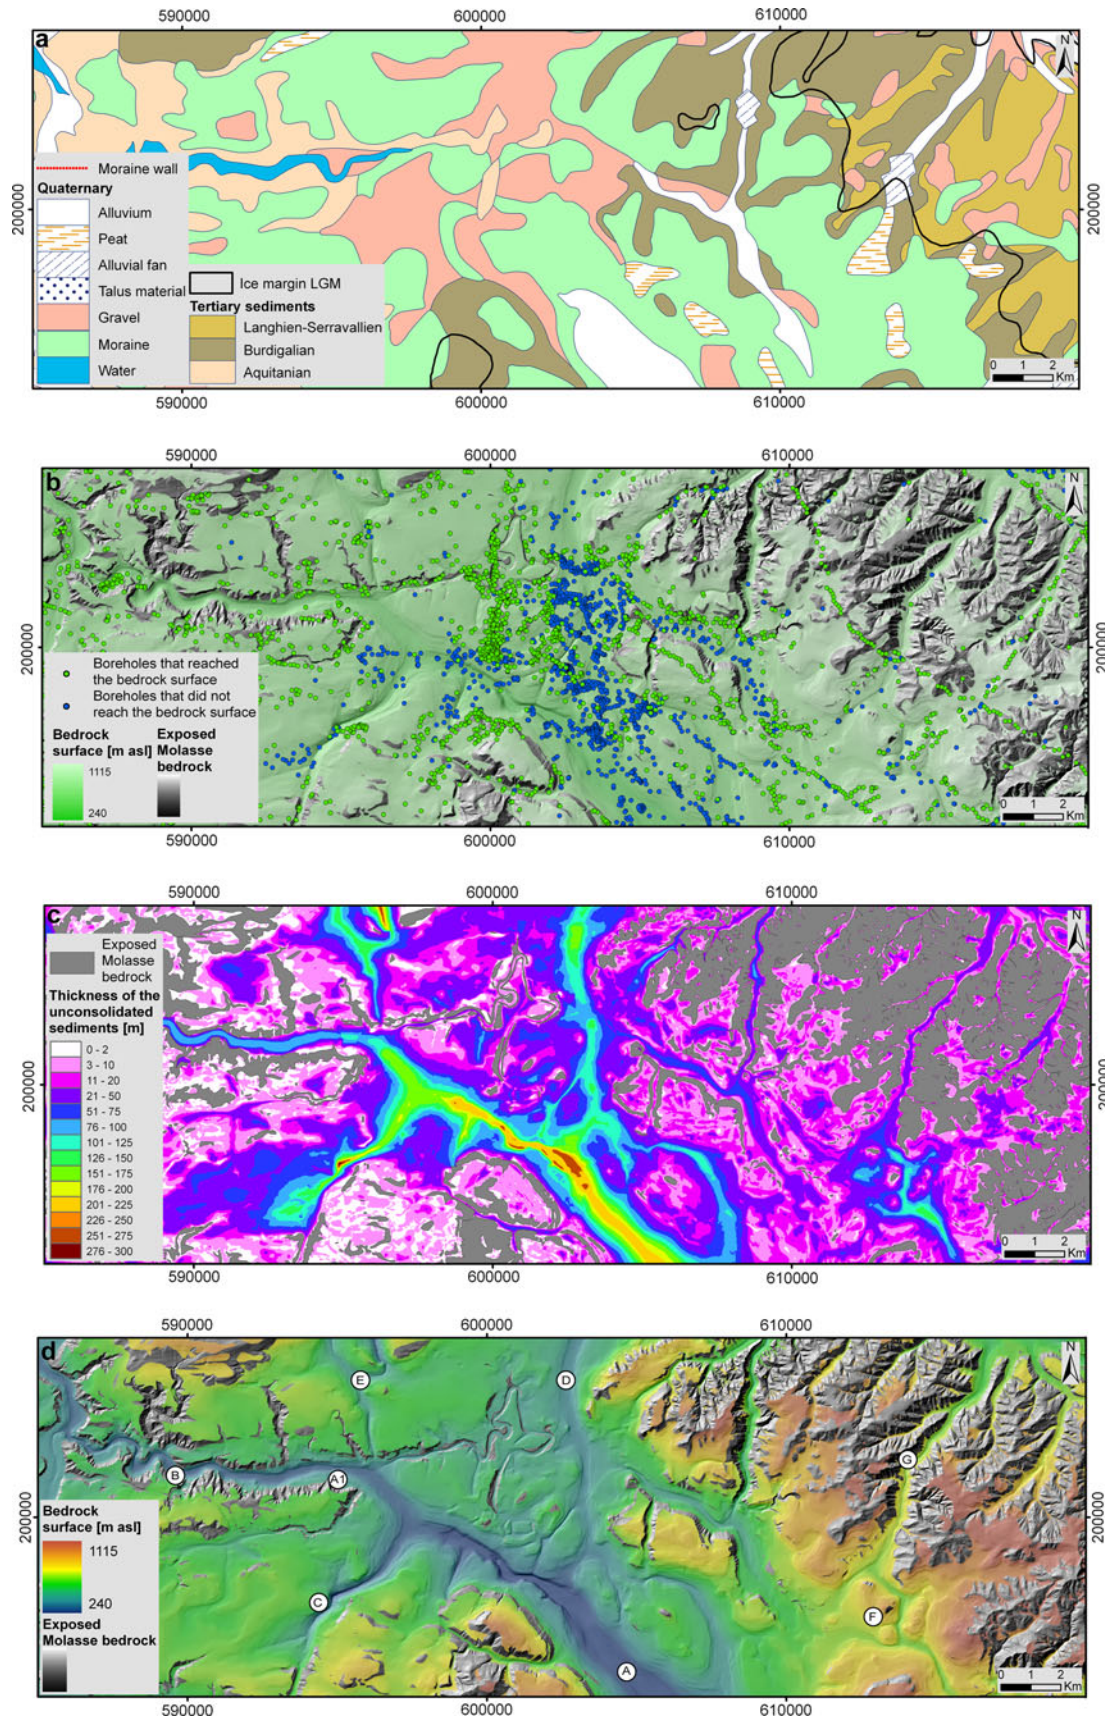 590000 600000 610000
a
N
200000
200000
Moraine wall
Quaternary
Alluvium
Peat
Alluvial fan
Talus material
Gravel
Moraine
Water
Ice margin LGM
Tertiary sediments
Langhien-Serravallien
Burdigalian
Aquitanian
0 1 2
Km
590000 600000 610000
590000 600000 610000
b
N
200000
200000
Boreholes that reached
the bedrock surface
Boreholes that did not
reach the bedrock surface
Bedrock
surface [m asl]
1115
240
Exposed
Molasse
bedrock
0 1 2
Km
590000 600000 610000
590000 600000 610000
c
N
200000
200000
Exposed
Molasse
bedrock
Thickness of the
unconsolidated
sediments [m]
0 - 2
3 - 10
11 - 20
21 - 50
51 - 75
76 - 100
101 - 125
126 - 150
151 - 175
176 - 200
201 - 225
226 - 250
251 - 275
276 - 300
0 1 2
Km
590000 600000 610000
590000 600000 610000
d
N
E
D
G
B
A1
200000
200000
C
F
A
Bedrock
surface [m asl]
1115
240
Exposed
Molasse bedrock
0 1 2
Km
590000 600000 610000